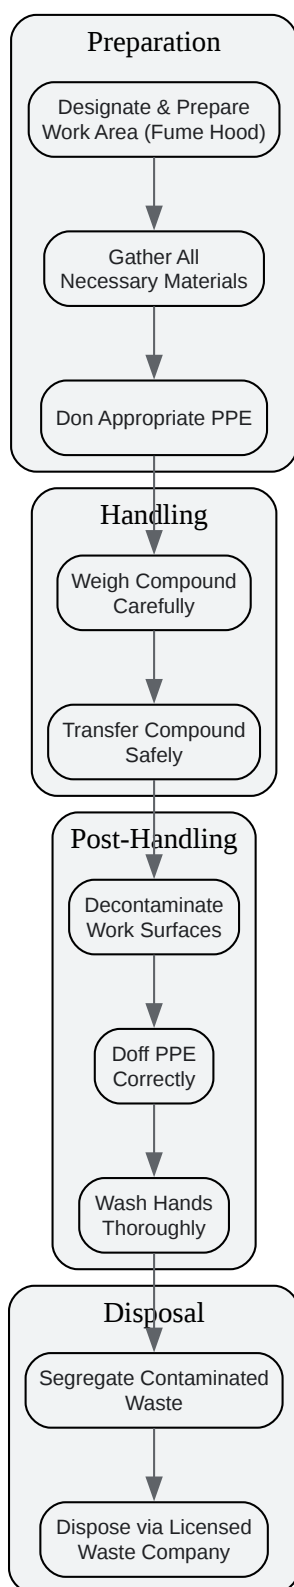 Preparation
Designate & Prepare
Work Area (Fume Hood)
Gather All
Necessary Materials
Don Appropriate PPE
Handling
Weigh Compound
Carefully
Transfer Compound
Safely
Post-Handling
Decontaminate
Work Surfaces
Doff PPE
Correctly
Wash Hands
Thoroughly
Disposal
Segregate Contaminated
Waste
Dispose via Licensed
Waste Company